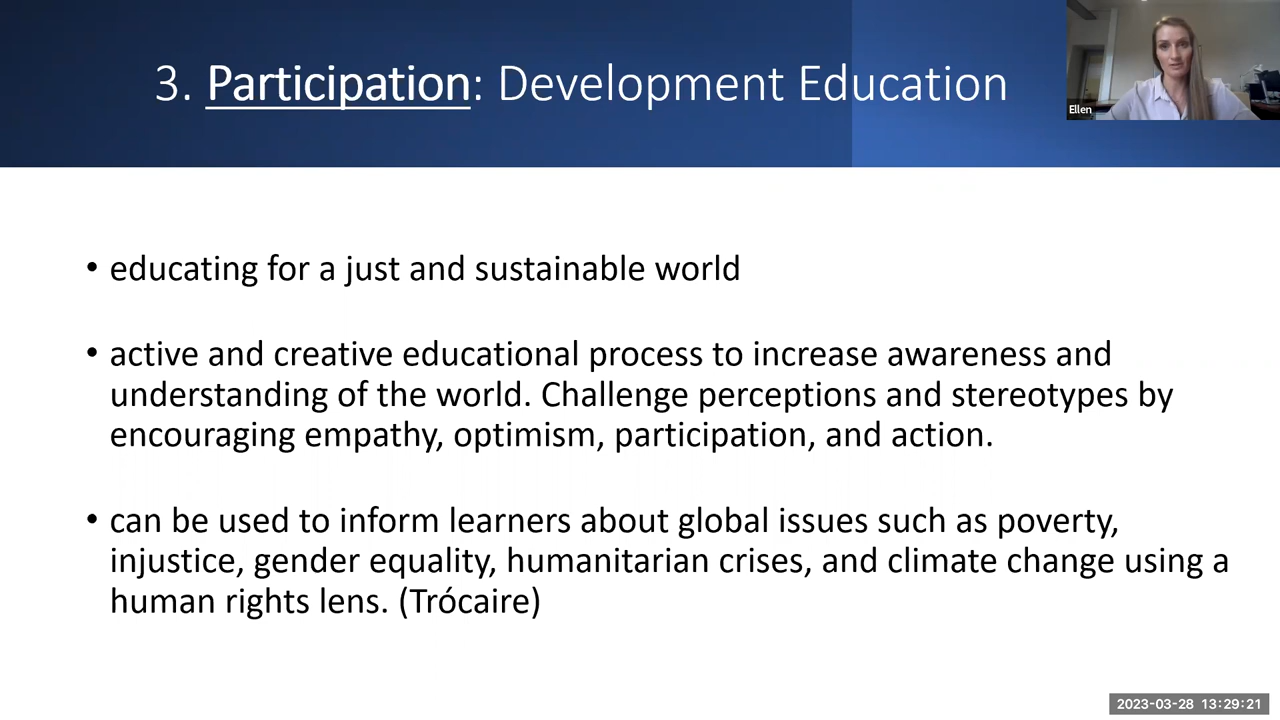 3. Participation: Development Education
Ellen
• educating for a just and sustainable world
• active and creative educational process to increase awareness and
understanding of the world. Challenge perceptions and stereotypes by
encouraging empathy, optimism, participation, and action.
• can be used to inform learners about global issues such as poverty,
injustice, gender equality, humanitarian crises, and climate change using a
human rights lens. (Trócaire)
2023-03-28 13:29:21